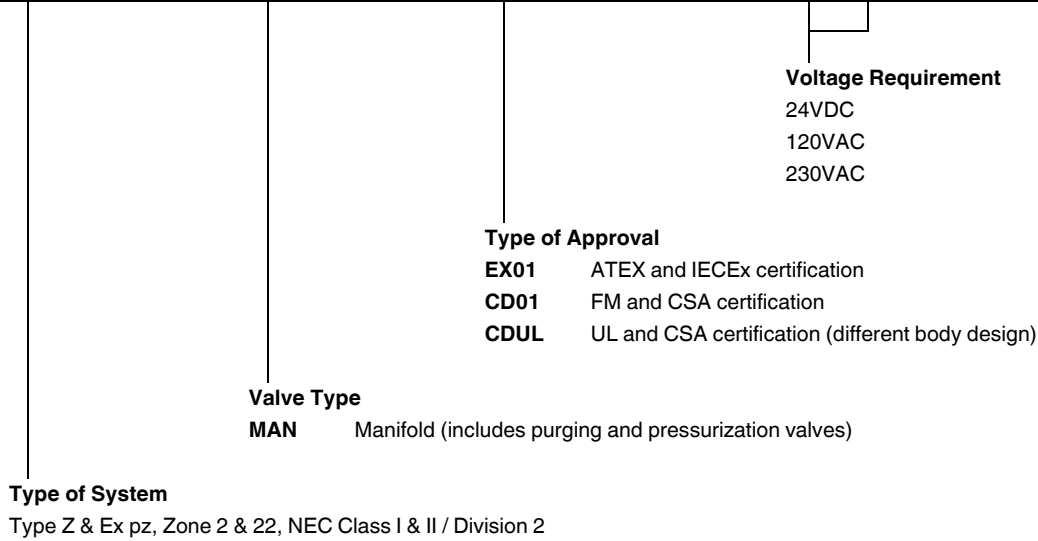 Voltage Requirement
24VDC
120VAC
230VAC
Type of Approval
EX01 ATEX and IECEx certification
CD01 FM and CSA certification
CDUL UL and CSA certification (different body design)
Valve Type
MAN Manifold (includes purging and pressurization valves)
Type of System
Type Z & Ex pz, Zone 2 & 22, NEC Class I & II / Division 2